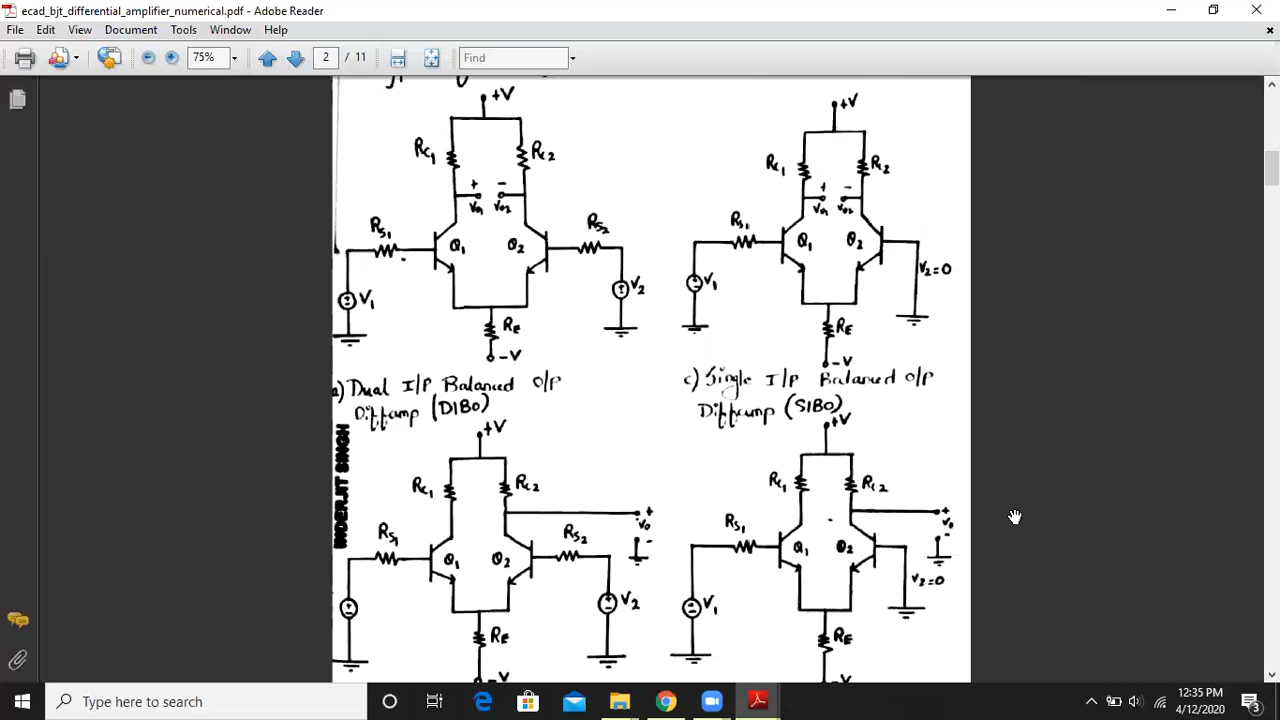 ecad_bjt_differential_amplifier_numerical.pdf - Adobe Reader
File Edit View Document Tools Window Help
75% 2 / 11 Find
+V
RC1 RC2
+ -
Vo1 Vo2
RS1 RS2
Q1 Q2
V1 V2
RE
-V
a) Dual I/P Balanced O/P
Diffamp (DIBO)
+V
RC1 RC2
+ -
Vo1 Vo2
RS1
Q1 Q2
V1 V2=0
RE
-V
c) Single I/P Balanced O/P
Diffamp (SIBO)
INDERJIT SINGH
+V
RC1 RC2
+
Vo
-
RS1 RS2
Q1 Q2
V2
RE
-V
+V
RC1 RC2
+
Vo
-
RS1
Q1 Q2
V1 V2=0
RE
-V
Type here to search
12:35 PM
4/12/2020
3